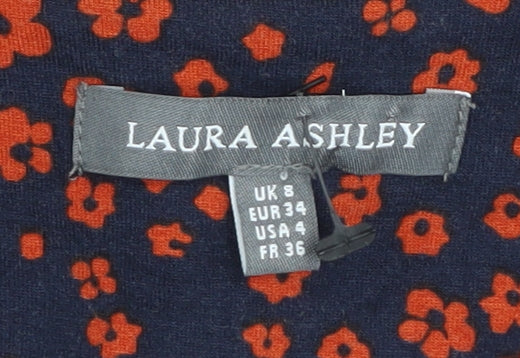 LAURA ASHLEY
UK 8
EUR 34
USA 4
FR 36